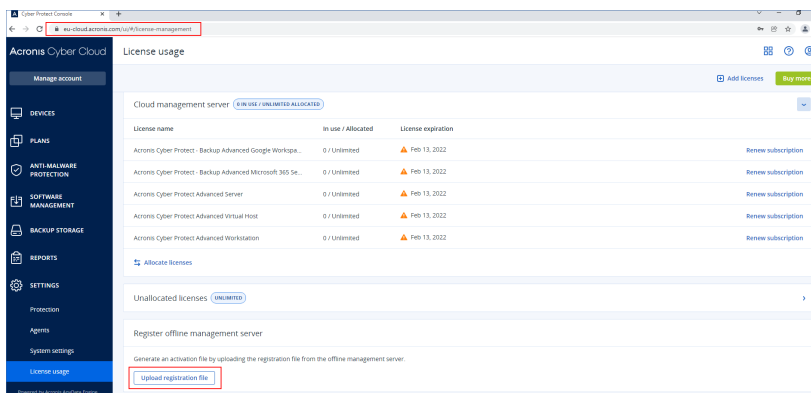 Cyber Protect Console
eu-cloud.acronis.com/ui/#/license-management
Acronis Cyber Cloud
License usage
Manage account
Add licenses
Buy more
DEVICES
PLANS
ANTI-MALWARE
PROTECTION
SOFTWARE
MANAGEMENT
BACKUP STORAGE
REPORTS
SETTINGS
Protection
Agents
System settings
License usage
Powered by Acronis AnyData Engine
Cloud management server
0 IN USE / UNLIMITED ALLOCATED
License name In use / Allocated License expiration
Acronis Cyber Protect - Backup Advanced Google Workspa... 0 / Unlimited Feb 13, 2022 Renew subscription
Acronis Cyber Protect - Backup Advanced Microsoft 365 Se... 0 / Unlimited Feb 13, 2022 Renew subscription
Acronis Cyber Protect Advanced Server 0 / Unlimited Feb 13, 2022 Renew subscription
Acronis Cyber Protect Advanced Virtual Host 0 / Unlimited Feb 13, 2022 Renew subscription
Acronis Cyber Protect Advanced Workstation 0 / Unlimited Feb 13, 2022 Renew subscription
Allocate licenses
Unallocated licenses UNLIMITED
Register offline management server
Generate an activation file by uploading the registration file from the offline management server.
Upload registration file